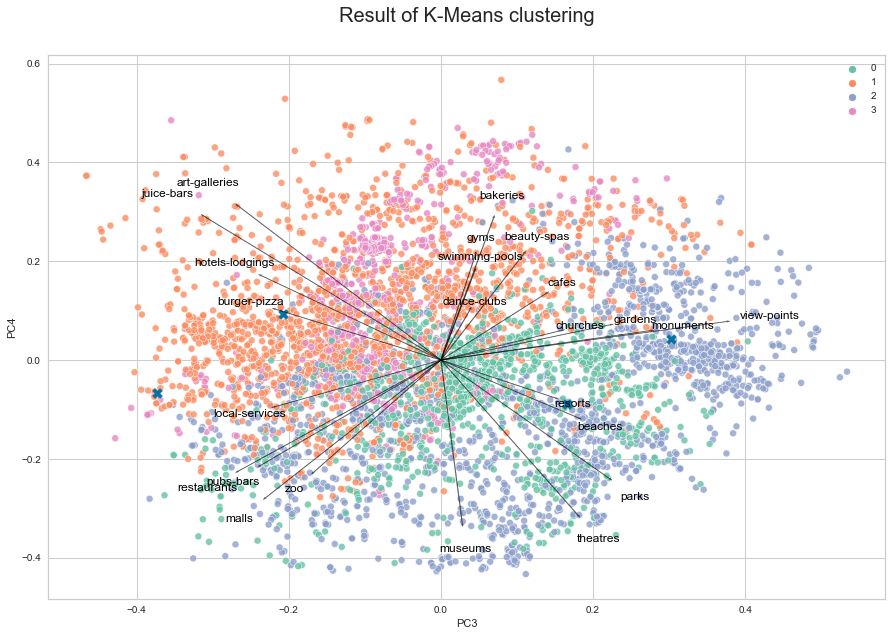 Result of K-Means clustering
0.6
0
1
2
3
0.4
art-galleries
juice-bars
bakeries
gyms
beauty-spas
0.2
hotels-lodgings
swimming-pools
cafes
burger-pizza
dance-clubs
churches
gardens
monuments
view-points
PC4
0.0
local-services
resorts
beaches
−0.2
pubs-bars
restaurants
zoo
parks
malls
theatres
museums
−0.4
−0.4
−0.2
0.0
0.2
0.4
PC3